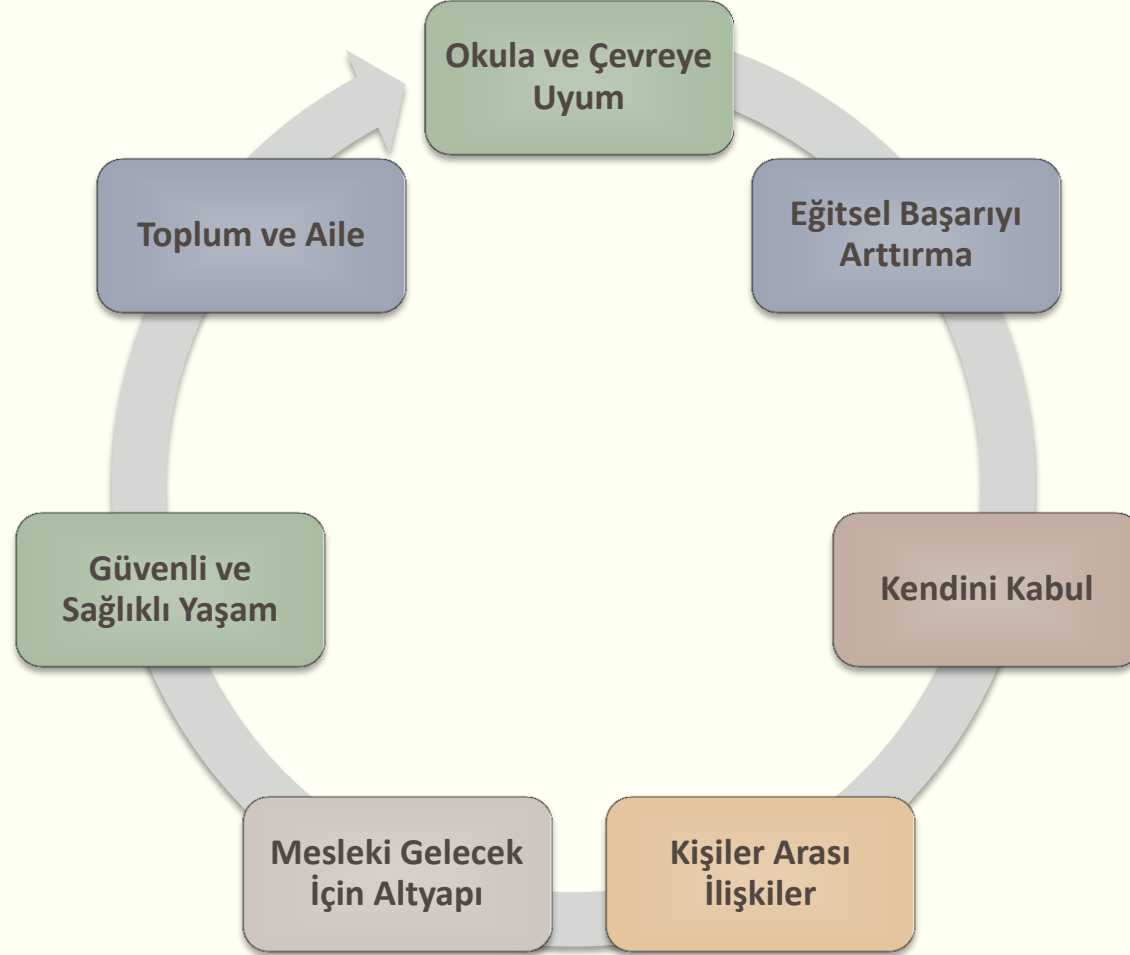 Okula ve Çevreye
Uyum
Eğitsel Başarıyı
Arttırma
Kendini Kabul
Kişiler Arası
İlişkiler
Mesleki Gelecek
İçin Altyapı
Güvenli ve
Sağlıklı Yaşam
Toplum ve Aile